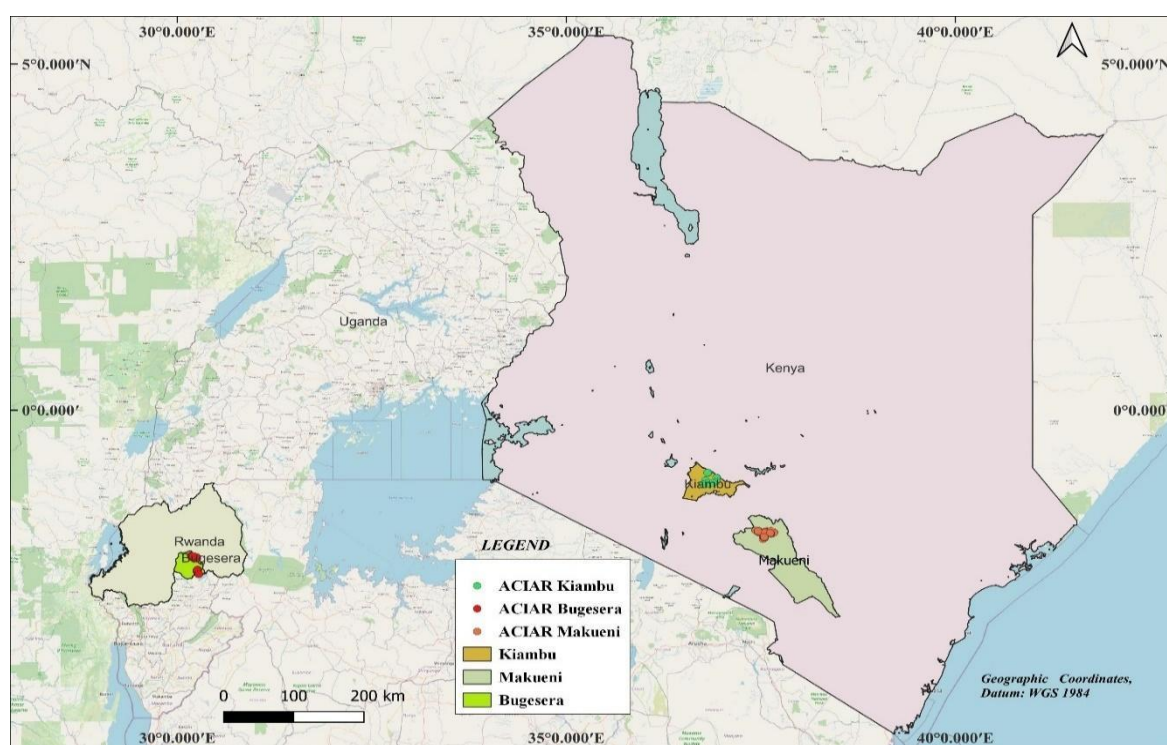 30°0.000'E
35°0.000'E
40°0.000'E
5°0.000'N
5°0.000'N
Uganda
Kenya
0°0.000'
0°0.000'
Kiambu
Rwanda
Bugesera
Makueni
LEGEND
ACIAR Kiambu
ACIAR Bugesera
ACIAR Makueni
Kiambu
Makueni
Bugesera
0 100 200 km
Geographic Coordinates,
Datum: WGS 1984
30°0.000'E
35°0.000'E
40°0.000'E